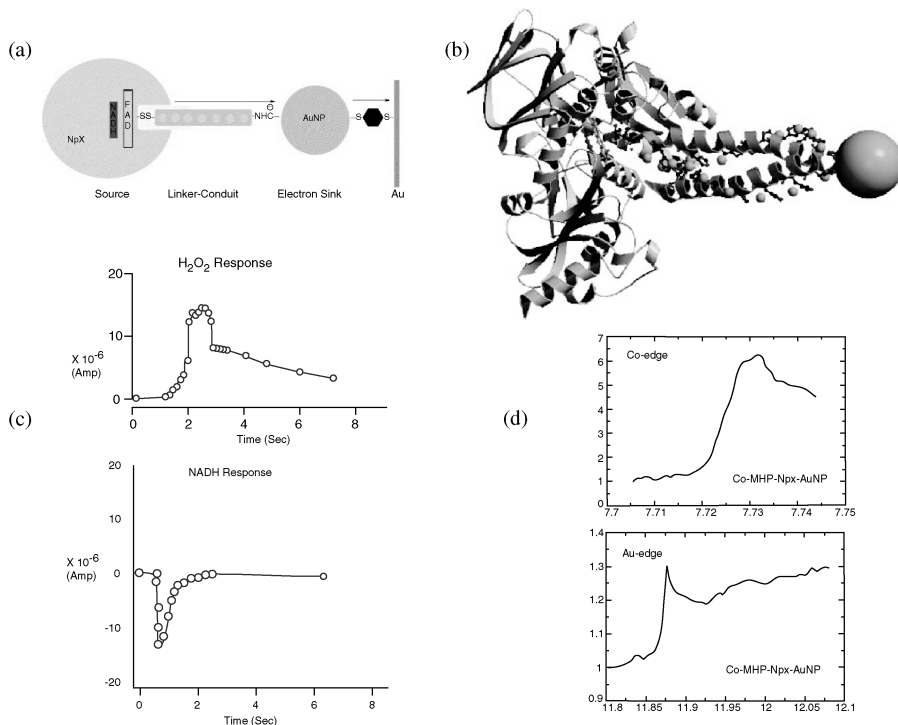 (a)
NpX
NADH
FAD
SS
NHC
Θ
AuNP
S
S
Source
Linker-Conduit
Electron Sink
Au
(b)
(c)
H2O2 Response
20
10
0
X 10-6
(Amp)
0 2 4 6 8 10
Time (Sec)
NADH Response
20
10
0
-10
-20
X 10-6
(Amp)
0 2 4 6 8
Time (Sec)
(d)
Co-edge
7
6
5
4
3
2
1
0
Co-MHP-Npx-AuNP
7.7 7.71 7.72 7.73 7.74 7.75
Au-edge
1.4
1.3
1.2
1.1
1
0.9
Co-MHP-Npx-AuNP
11.8 11.85 11.9 11.95 12 12.05 12.1